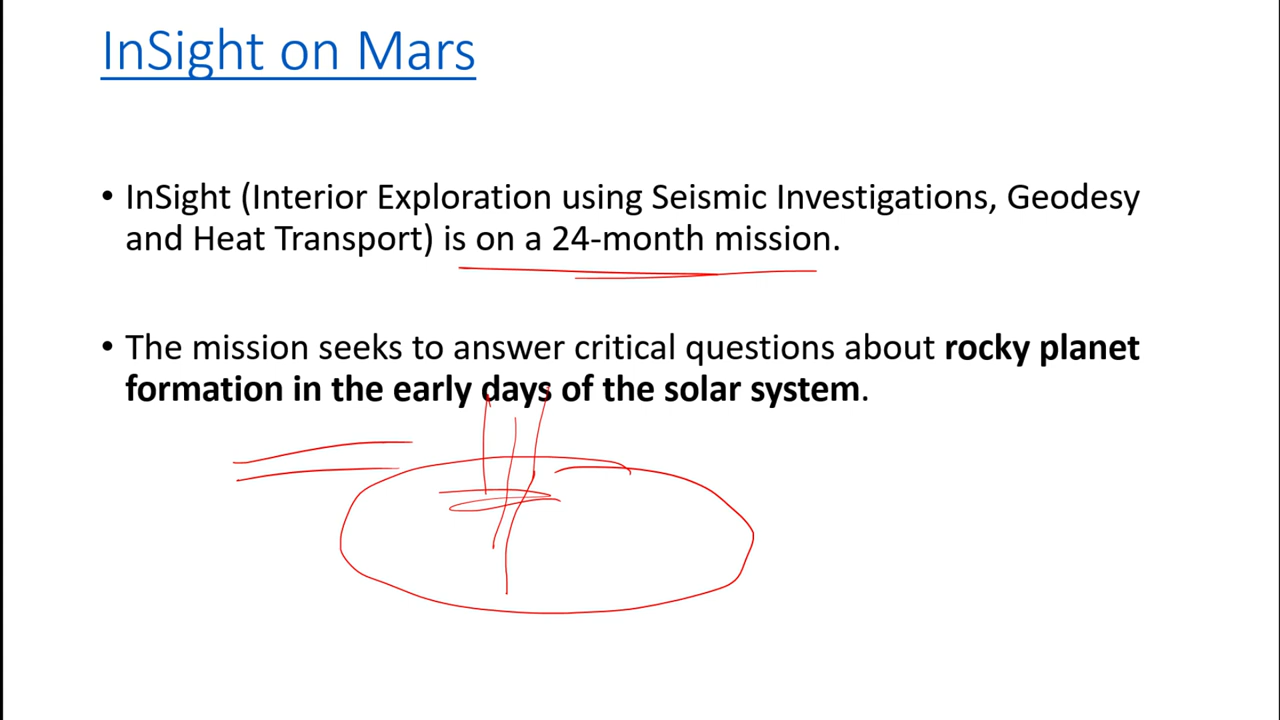 InSight on Mars
• InSight (Interior Exploration using Seismic Investigations, Geodesy
and Heat Transport) is on a 24-month mission.
• The mission seeks to answer critical questions about rocky planet
formation in the early days of the solar system.